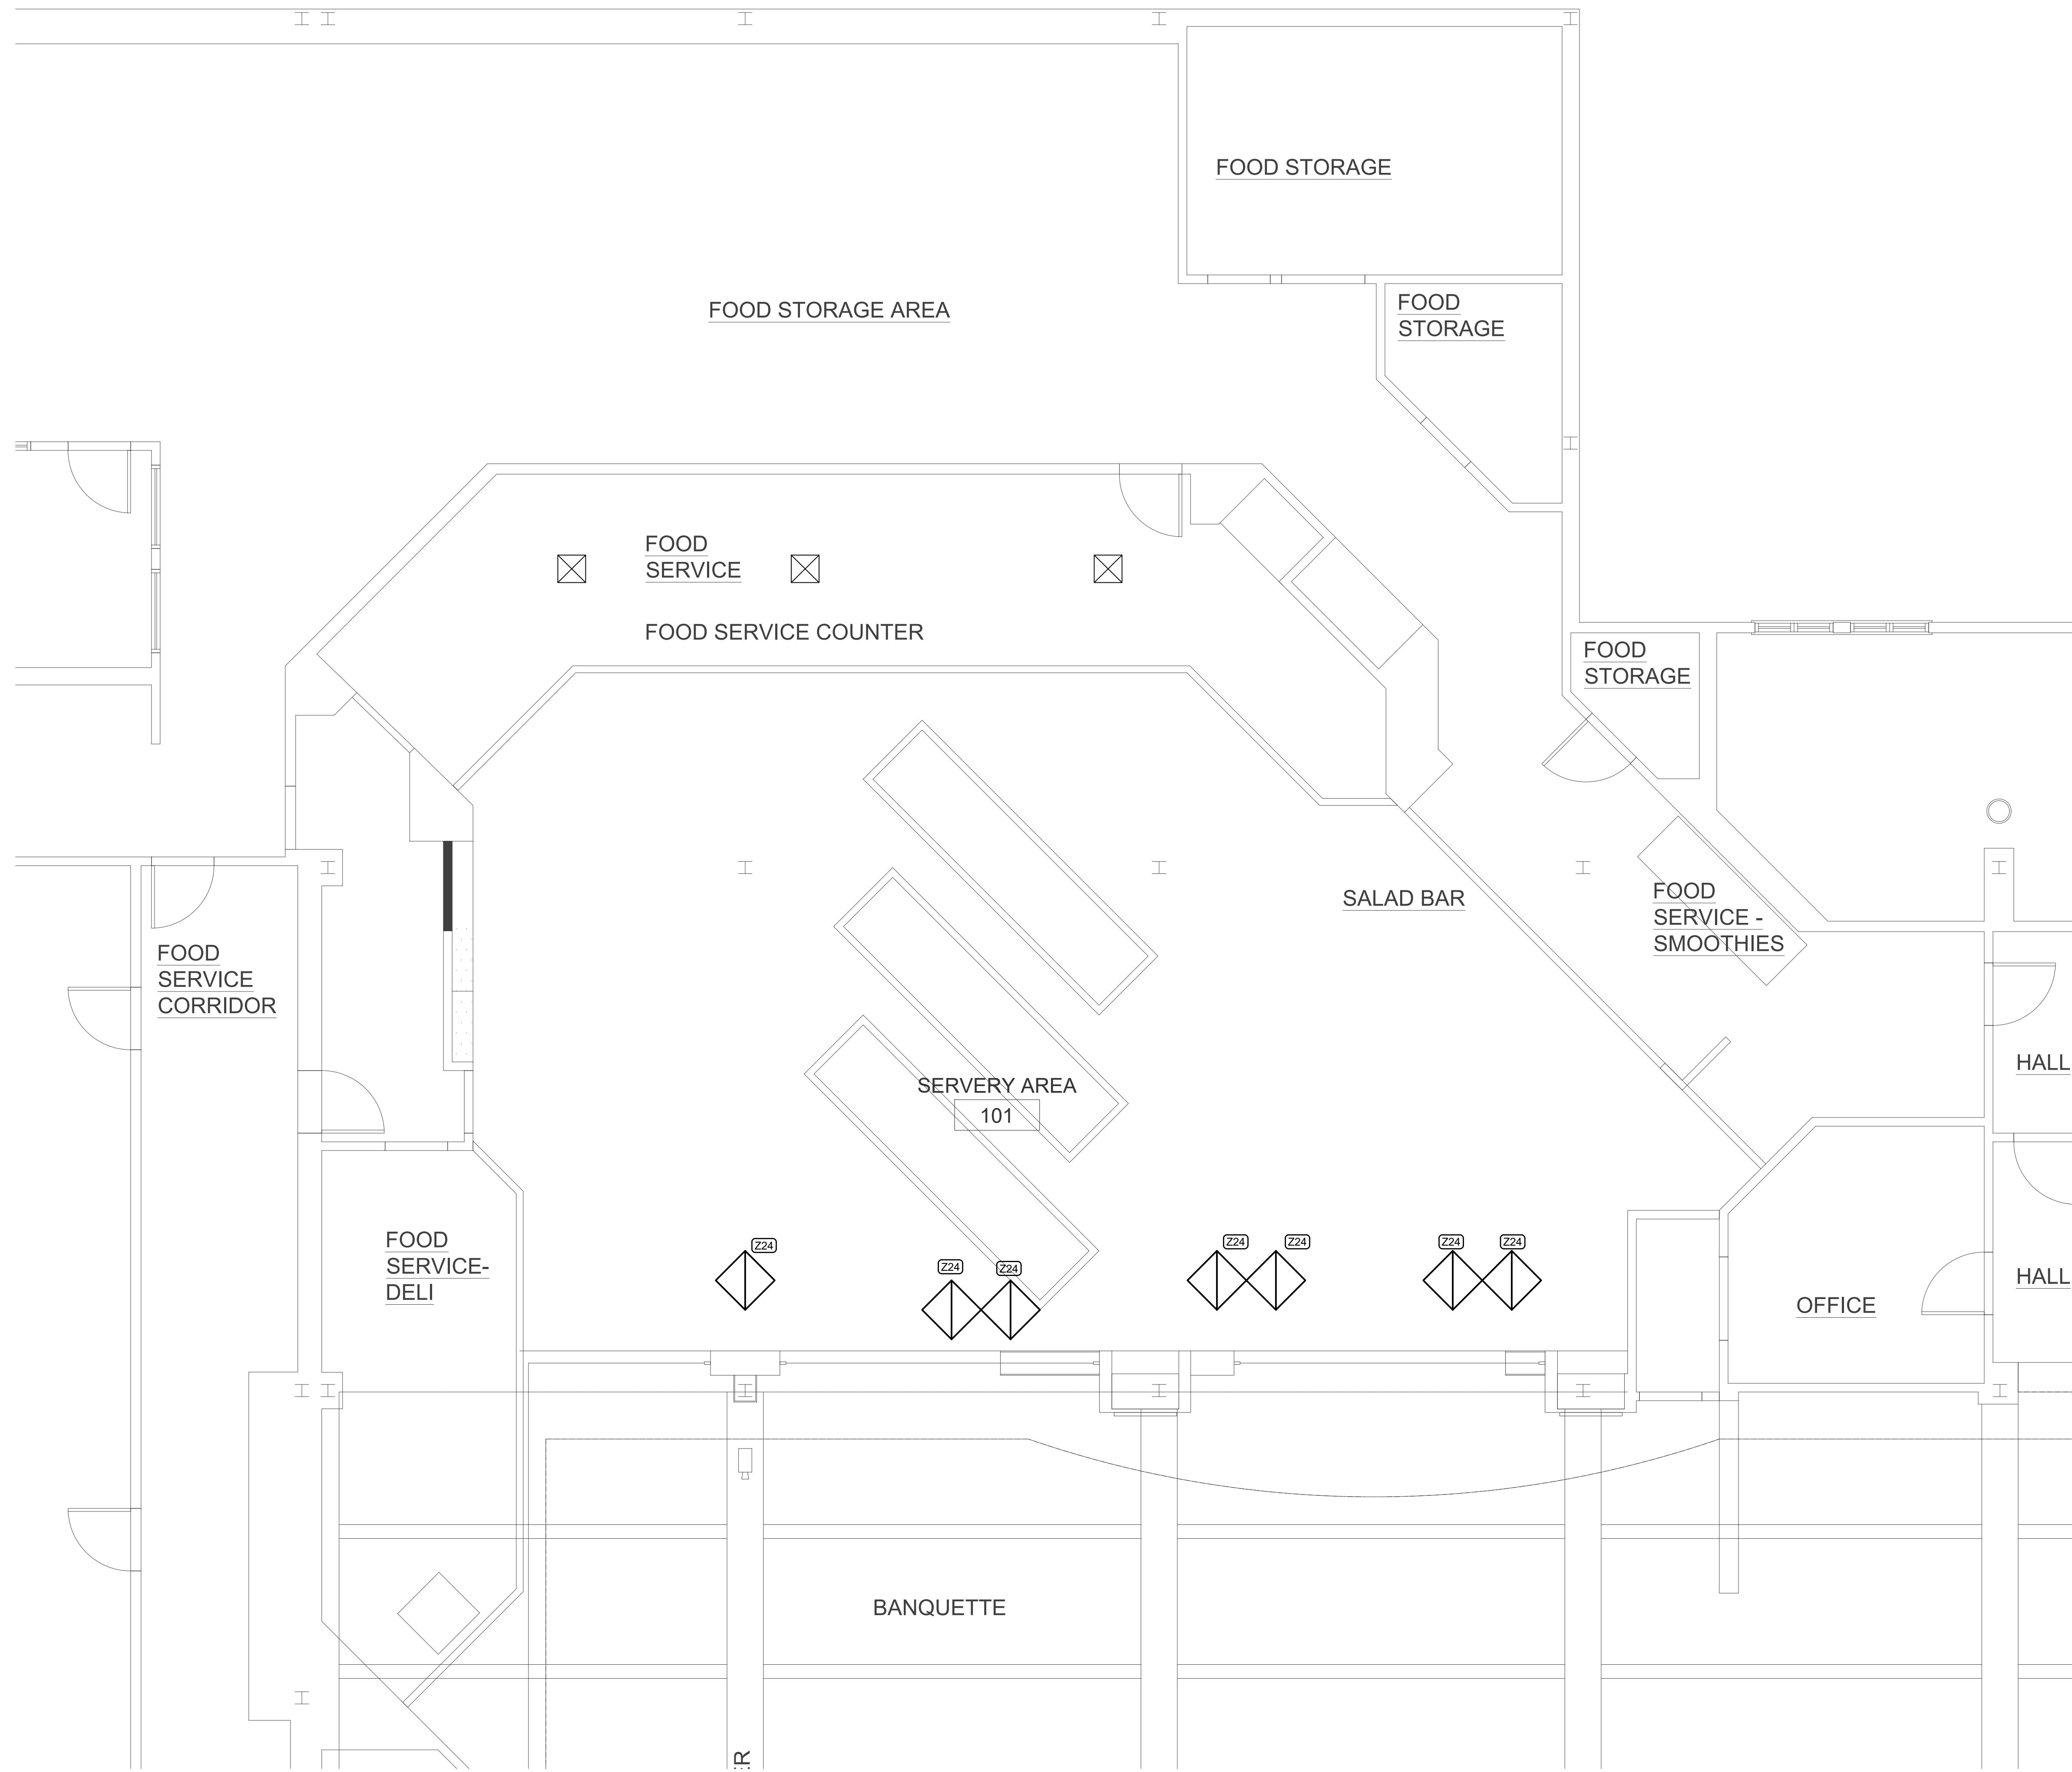 FOOD STORAGE
FOOD STORAGE AREA
FOOD
STORAGE
FOOD
SERVICE
FOOD SERVICE COUNTER
FOOD
STORAGE
SALAD BAR
FOOD
SERVICE -
SMOOTHIES
FOOD
SERVICE
CORRIDOR
HALL
SERVERY AREA
101
FOOD
SERVICE-
DELI
Z24
Z24
Z24
Z24
Z24
Z24
Z24
HALL
OFFICE
BANQUETTE
ER